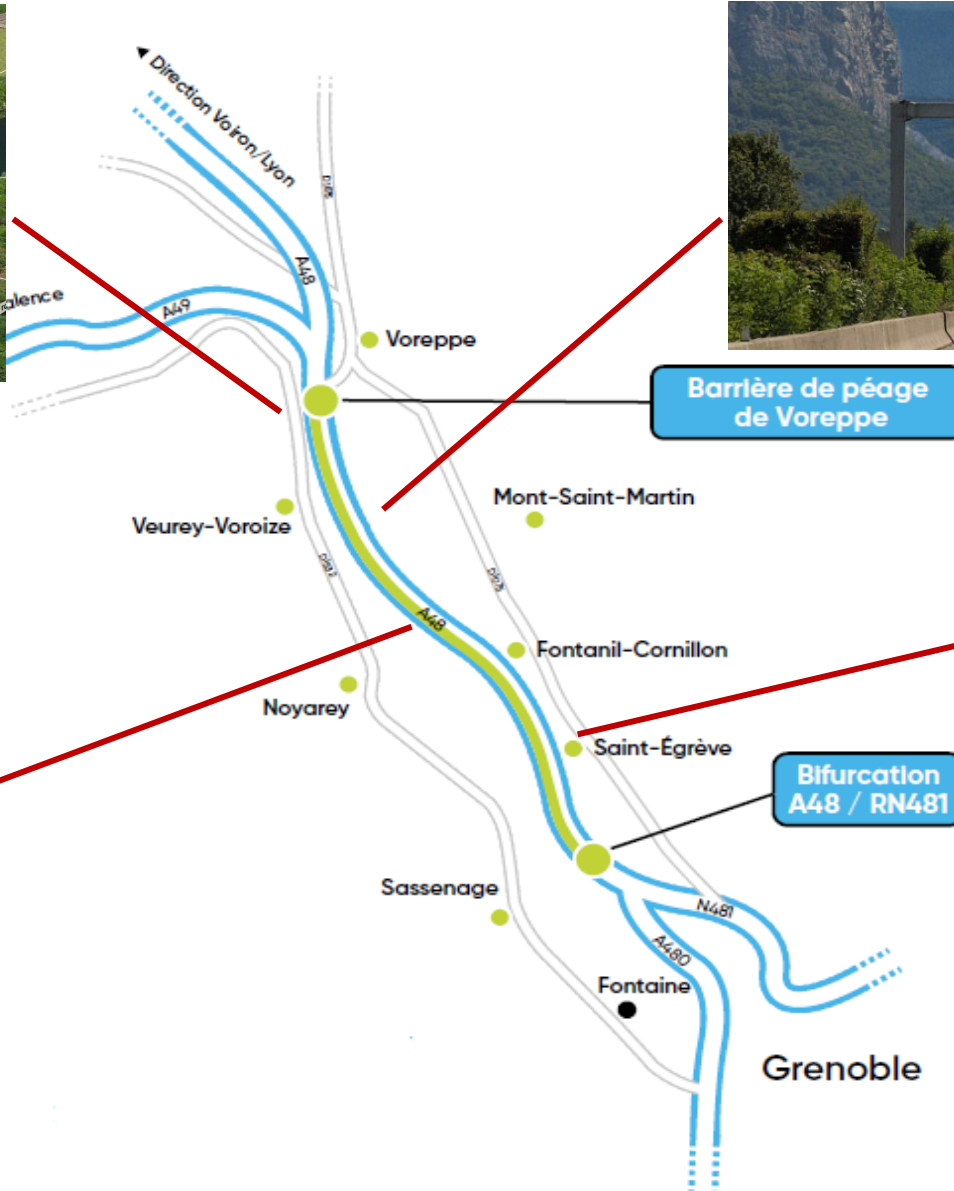 Direction Voiron/Lyon
A48
alence
A49
Voreppe
Barrière de péage
de Voreppe
Mont-Saint-Martin
Veurey-Voroize
A48
Fontanil-Cornillon
Noyarey
Saint-Égrève
Bifurcation
A48 / RN481
Sassenage
N481
A480
Fontaine
Grenoble